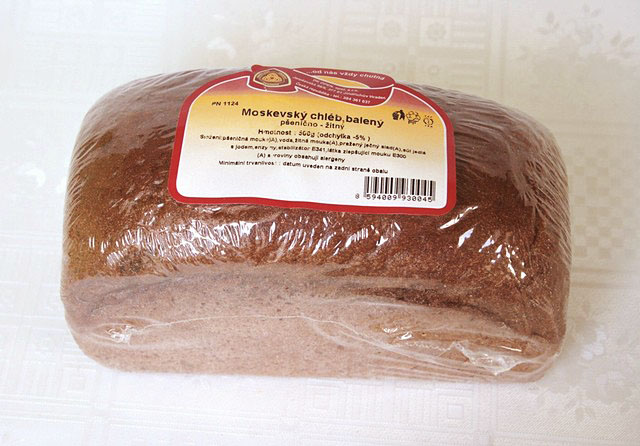 ...od nás vždy chutná
PN 1124
Moskevský chléb,balený
pšenično - žitný
Hmotnost : 500g (odchylka -5% )
Složení:pšeničná mouka(A),voda,žitná mouka(A),pražený ječný slad(A),sůl jedlá
s jodem,enzymy,stabilizátor E341,látka zlepšující mouku E300
(A) suroviny obsahují alergeny
Minimální trvanlivost: datum uveden na zadní straně obalu
8 594009 930045